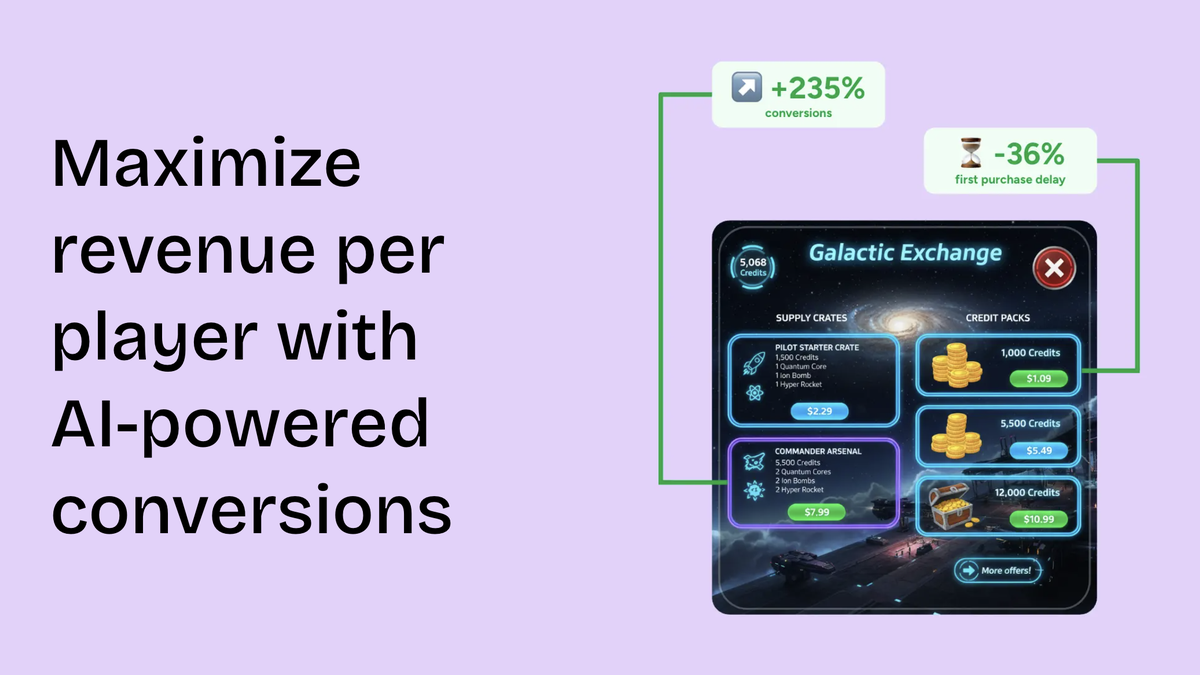 Maximize
revenue per
player with
AI-powered
conversions
+235%
conversions
-36%
first purchase delay
5,068
Credits
Galactic Exchange
SUPPLY CRATES
PILOT STARTER CRATE
1,500 Credits
1 Quantum Core
1 Ion Bomb
1 Hyper Rocket
$2.29
COMMANDER ARSENAL
5,500 Credits
2 Quantum Cores
2 Ion Bombs
2 Hyper Rocket
$7.99
CREDIT PACKS
1,000 Credits
$1.09
5,500 Credits
$5.49
12,000 Credits
$10.99
More offers!